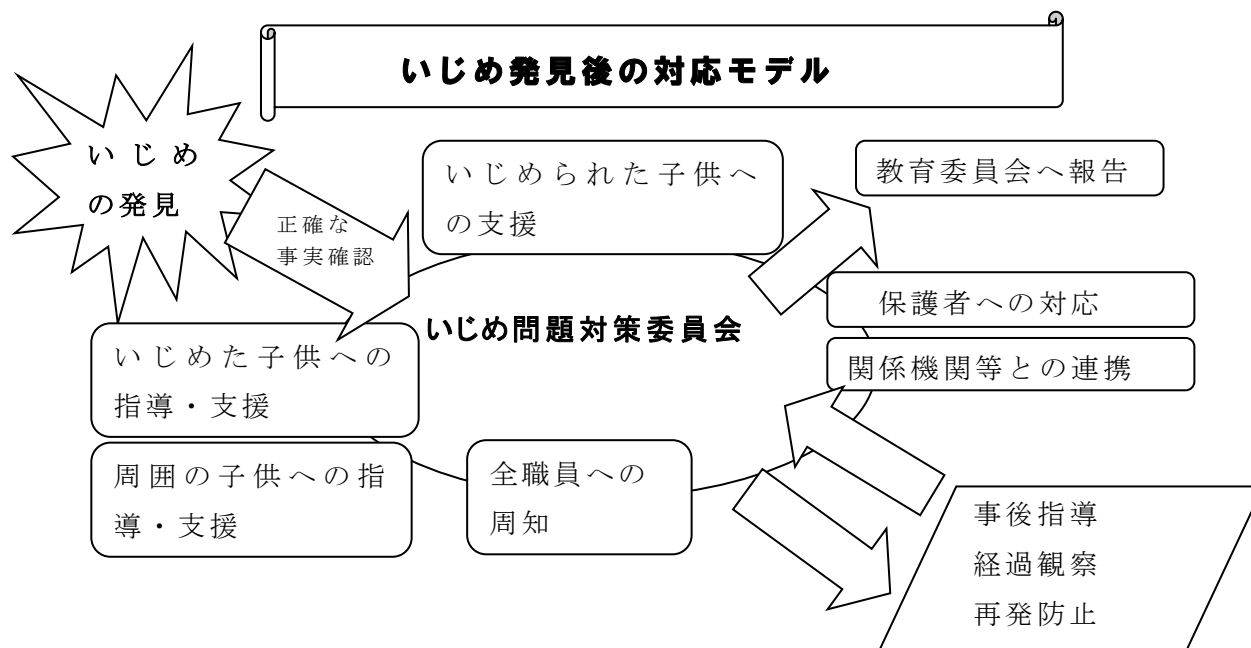 いじめ発見後の対応モデル
いじめ
の発見
正確な
事実確認
いじめられた子供へ
の支援
教育委員会へ報告
保護者への対応
いじめ問題対策委員会
関係機関等との連携
いじめた子供への
指導・支援
周囲の子供への指
導・支援
全職員への
周知
事後指導
経過観察
再発防止